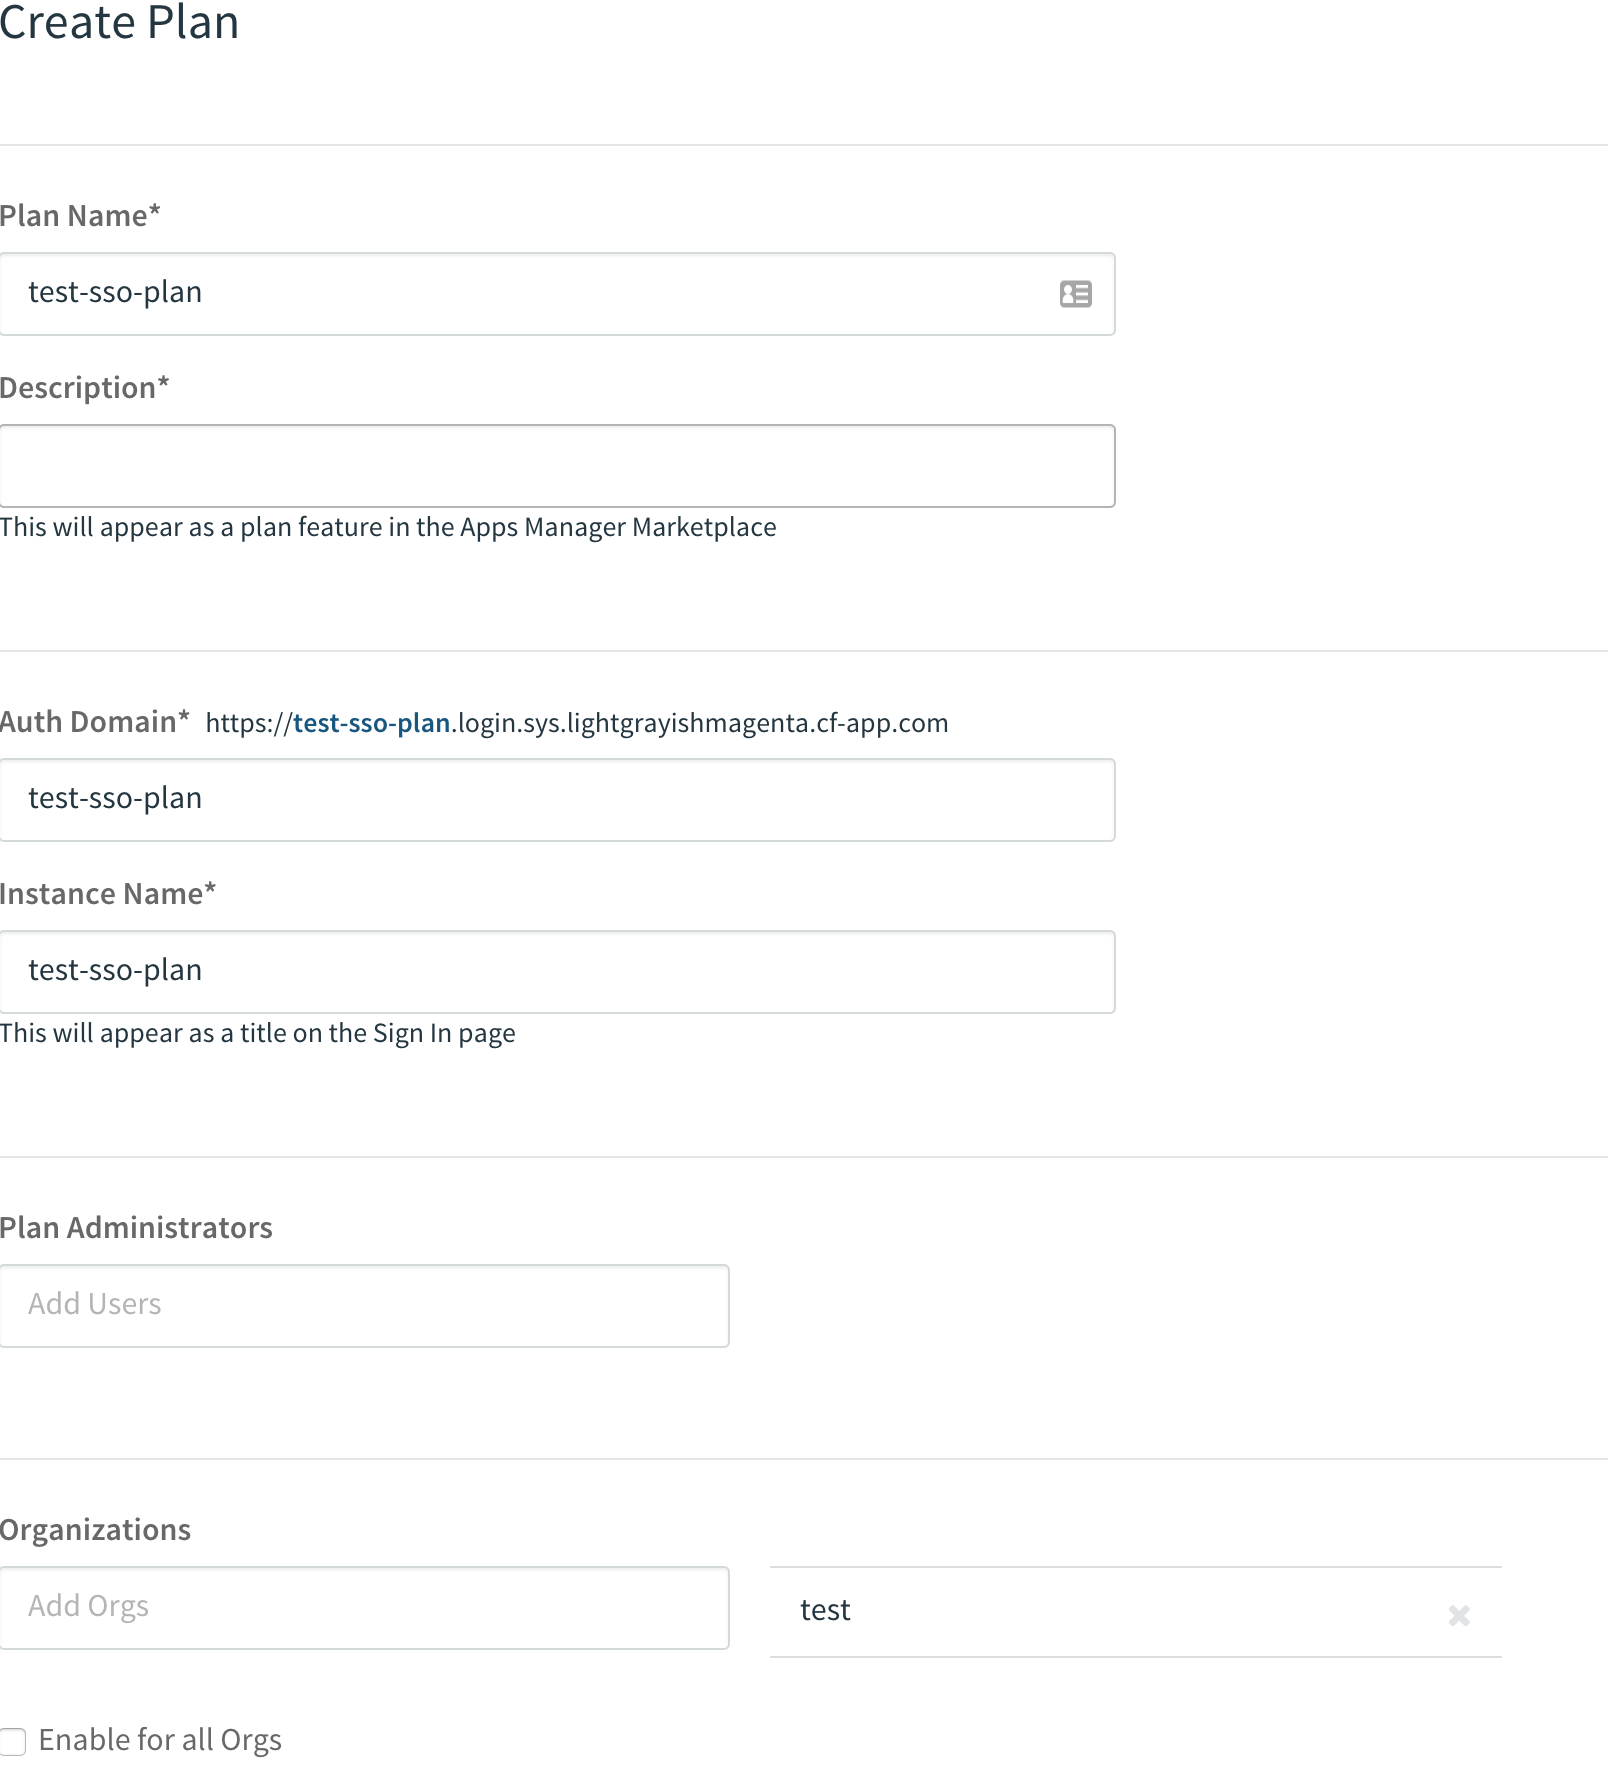 Create Plan
Plan Name*
test-sso-plan
Description*
This will appear as a plan feature in the Apps Manager Marketplace
Auth Domain* https://test-sso-plan.login.sys.lightgrayishmagenta.cf-app.com
test-sso-plan
Instance Name*
test-sso-plan
This will appear as a title on the Sign In page
Plan Administrators
Add Users
Organizations
Add Orgs
test
Enable for all Orgs